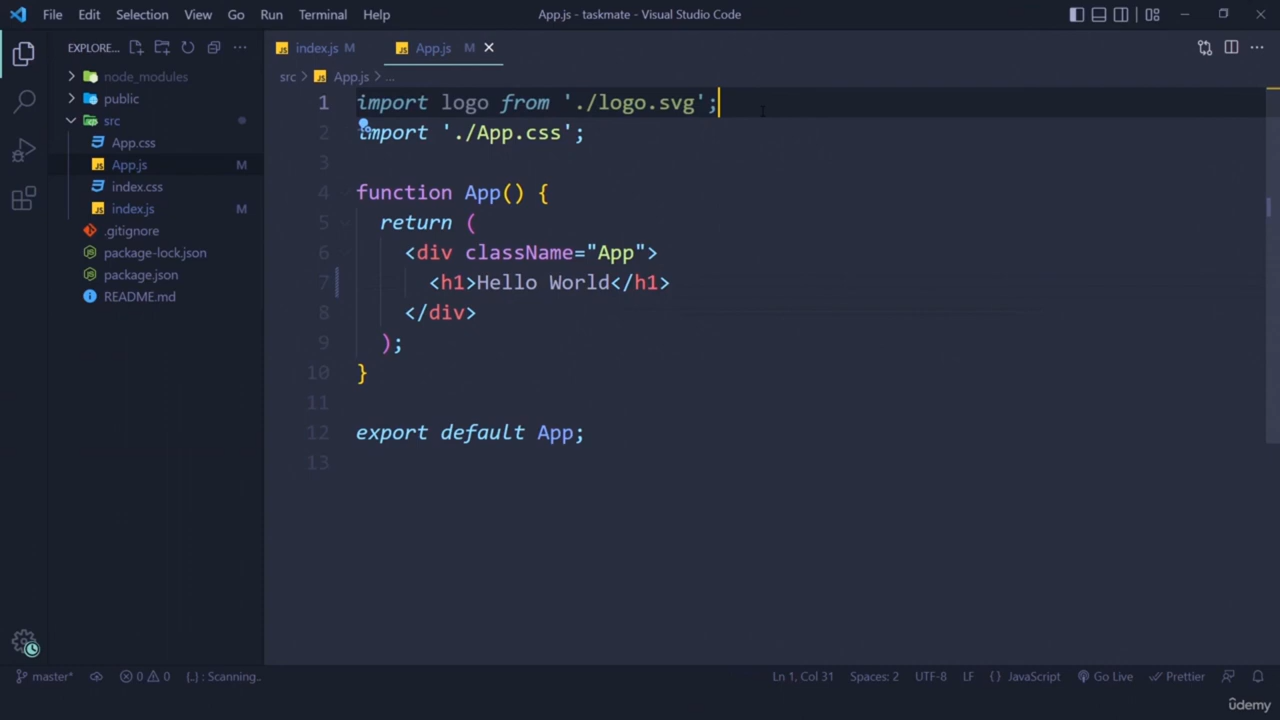 File Edit Selection View Go Run Terminal Help App.js - taskmate - Visual Studio Code
EXPLORE... ...
index.js M App.js M
src > App.js > ...
node_modules
public
src
App.css
App.js M
index.css
index.js M
.gitignore
package-lock.json
package.json
README.md
1 import logo from './logo.svg';
2 import './App.css';
3
4 function App() {
5 return (
6 <div className="App">
7 <h1>Hello World</h1>
8 </div>
9 );
10 }
11
12 export default App;
13
master* 0 0 {..} : Scanning.. Ln 1, Col 31 Spaces: 2 UTF-8 LF {} JavaScript Go Live Prettier
ûdemy